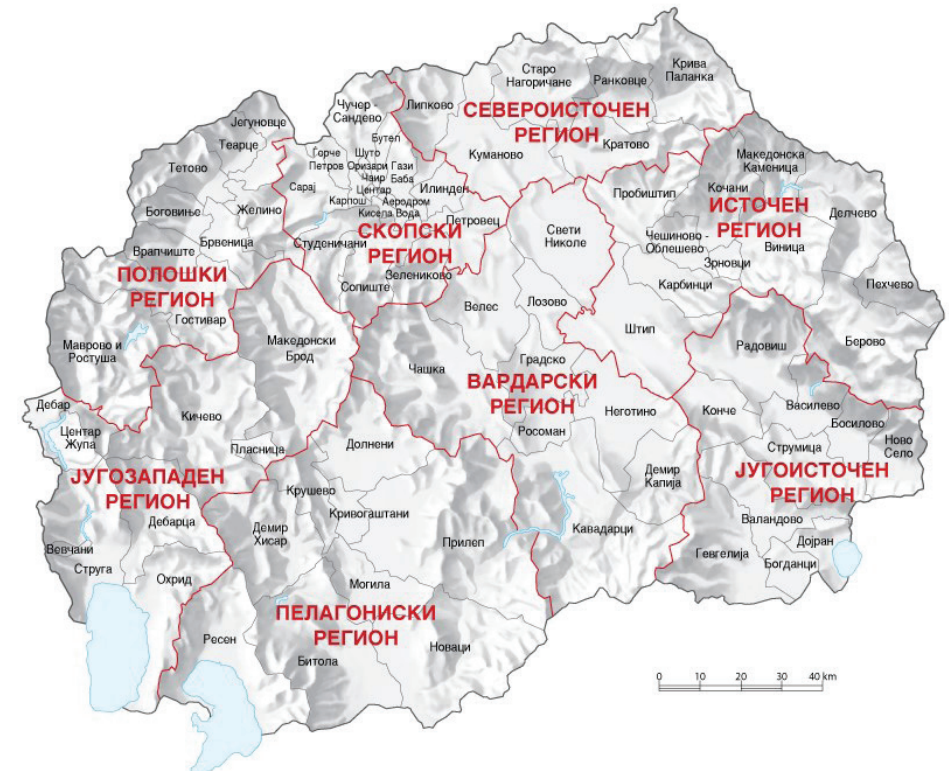 Крива
Паланка
Старо
Нагоричане
Ранковце
Чучер -
Сандево
Липково
СЕВЕРОИСТОЧЕН
РЕГИОН
Јегуновце
Теарце
Тетово
Бутел
Ѓорче
Петров
Шуто
Оризари
Гази
Баба
Чаир
Центар
Сарај
Карпош
Аеродром
Кисела Вода
Илинден
Петровец
Куманово
Кратово
Македонска
Каменица
Пробиштип
Кочани
ИСТОЧЕН
РЕГИОН
Делчево
Боговиње
Желино
Брвеница
Врапчиште
Студеничани
СКОПСКИ
РЕГИОН
Зелениково
Сопиште
Свети
Николе
Чешиново -
Облешево
Виница
Зрновци
Карбинци
Пехчево
ПОЛОШКИ
РЕГИОН
Гостивар
Маврово и
Ростуша
Македонски
Брод
Велес
Лозово
Штип
Радовиш
Берово
Чашка
Градско
ВАРДАРСКИ
РЕГИОН
Неготино
Росоман
Конче
Василево
Босилово
Струмица
Ново
Село
Дебар
Центар
Жупа
Кичево
Пласница
Долнени
ЈУГОЗАПАДЕН
РЕГИОН
Дебарца
Крушево
Кривогаштани
Демир
Хисар
Прилеп
Демир
Капија
Кавадарци
ЈУГОИСТОЧЕН
РЕГИОН
Валандово
Дојран
Гевгелија
Богданци
Вевчани
Струга
Охрид
Могила
ПЕЛАГОНИСКИ
РЕГИОН
Ресен
Битола
Новаци
0 10 20 30 40 km